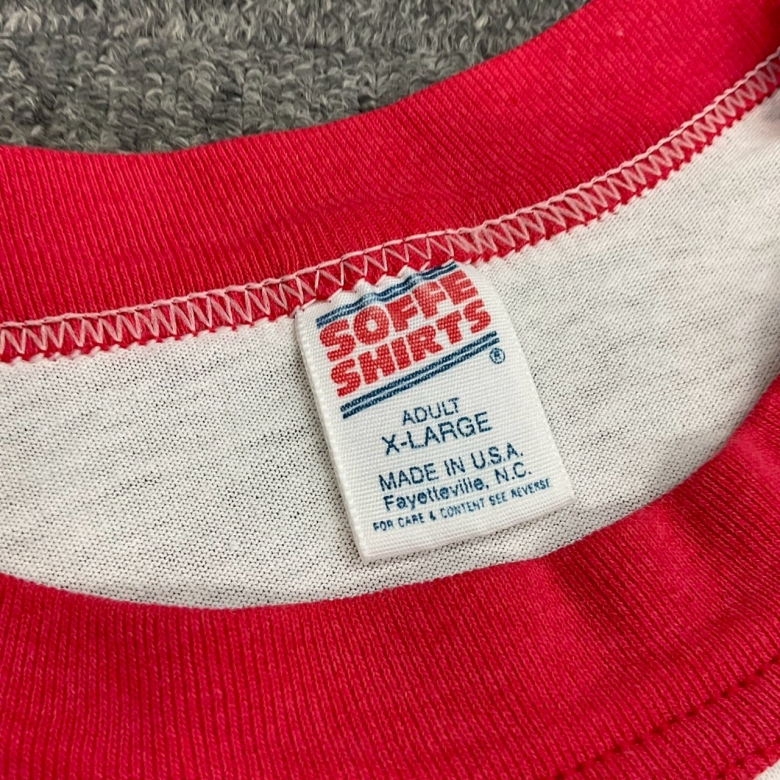 SOFFE
SHIRTS
®
ADULT
X-LARGE
MADE IN U.S.A.
Fayetteville, N.C.
FOR CARE & CONTENT SEE REVERSE